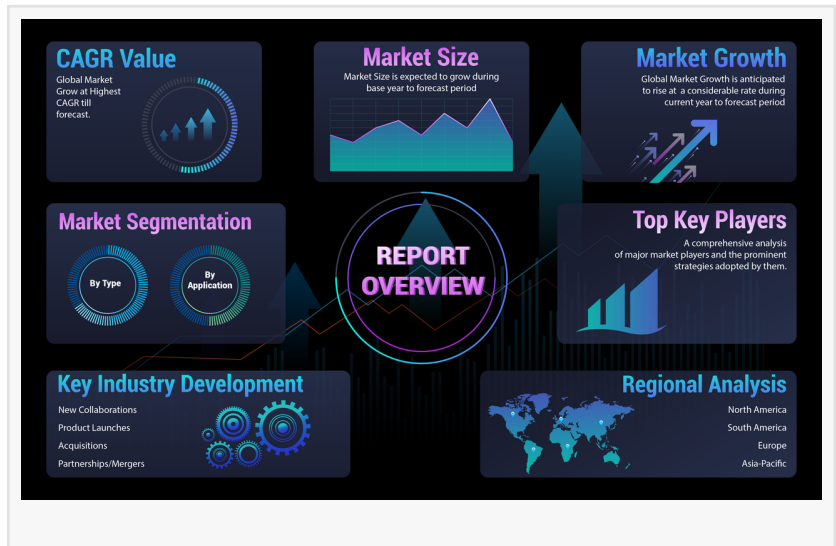 CAGR Value
Global Market
Grow at Highest
CAGR till
forecast.
Market Size
Market Size is expected to grow during
base year to forecast period
Market Growth
Global Market Growth is anticipated
to rise at a considerable rate during
current year to forecast period
Market Segmentation
By Type
By
Application
REPORT
OVERVIEW
Top Key Players
A comprehensive analysis
of major market players and the prominent
strategies adopted by them.
Key Industry Development
New Collaborations
Product Launches
Acquisitions
Partnerships/Mergers
Regional Analysis
North America
South America
Europe
Asia-Pacific